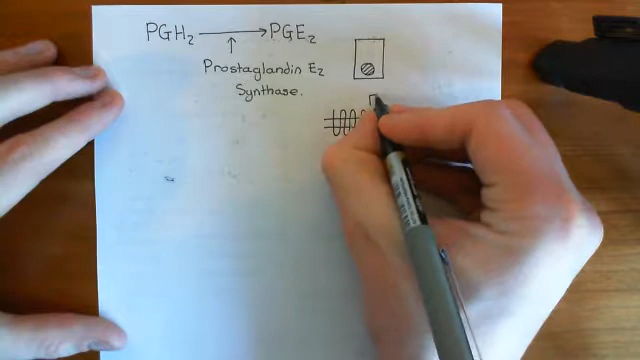 PGH₂ → PGE₂
Prostaglandin E₂
Synthase.